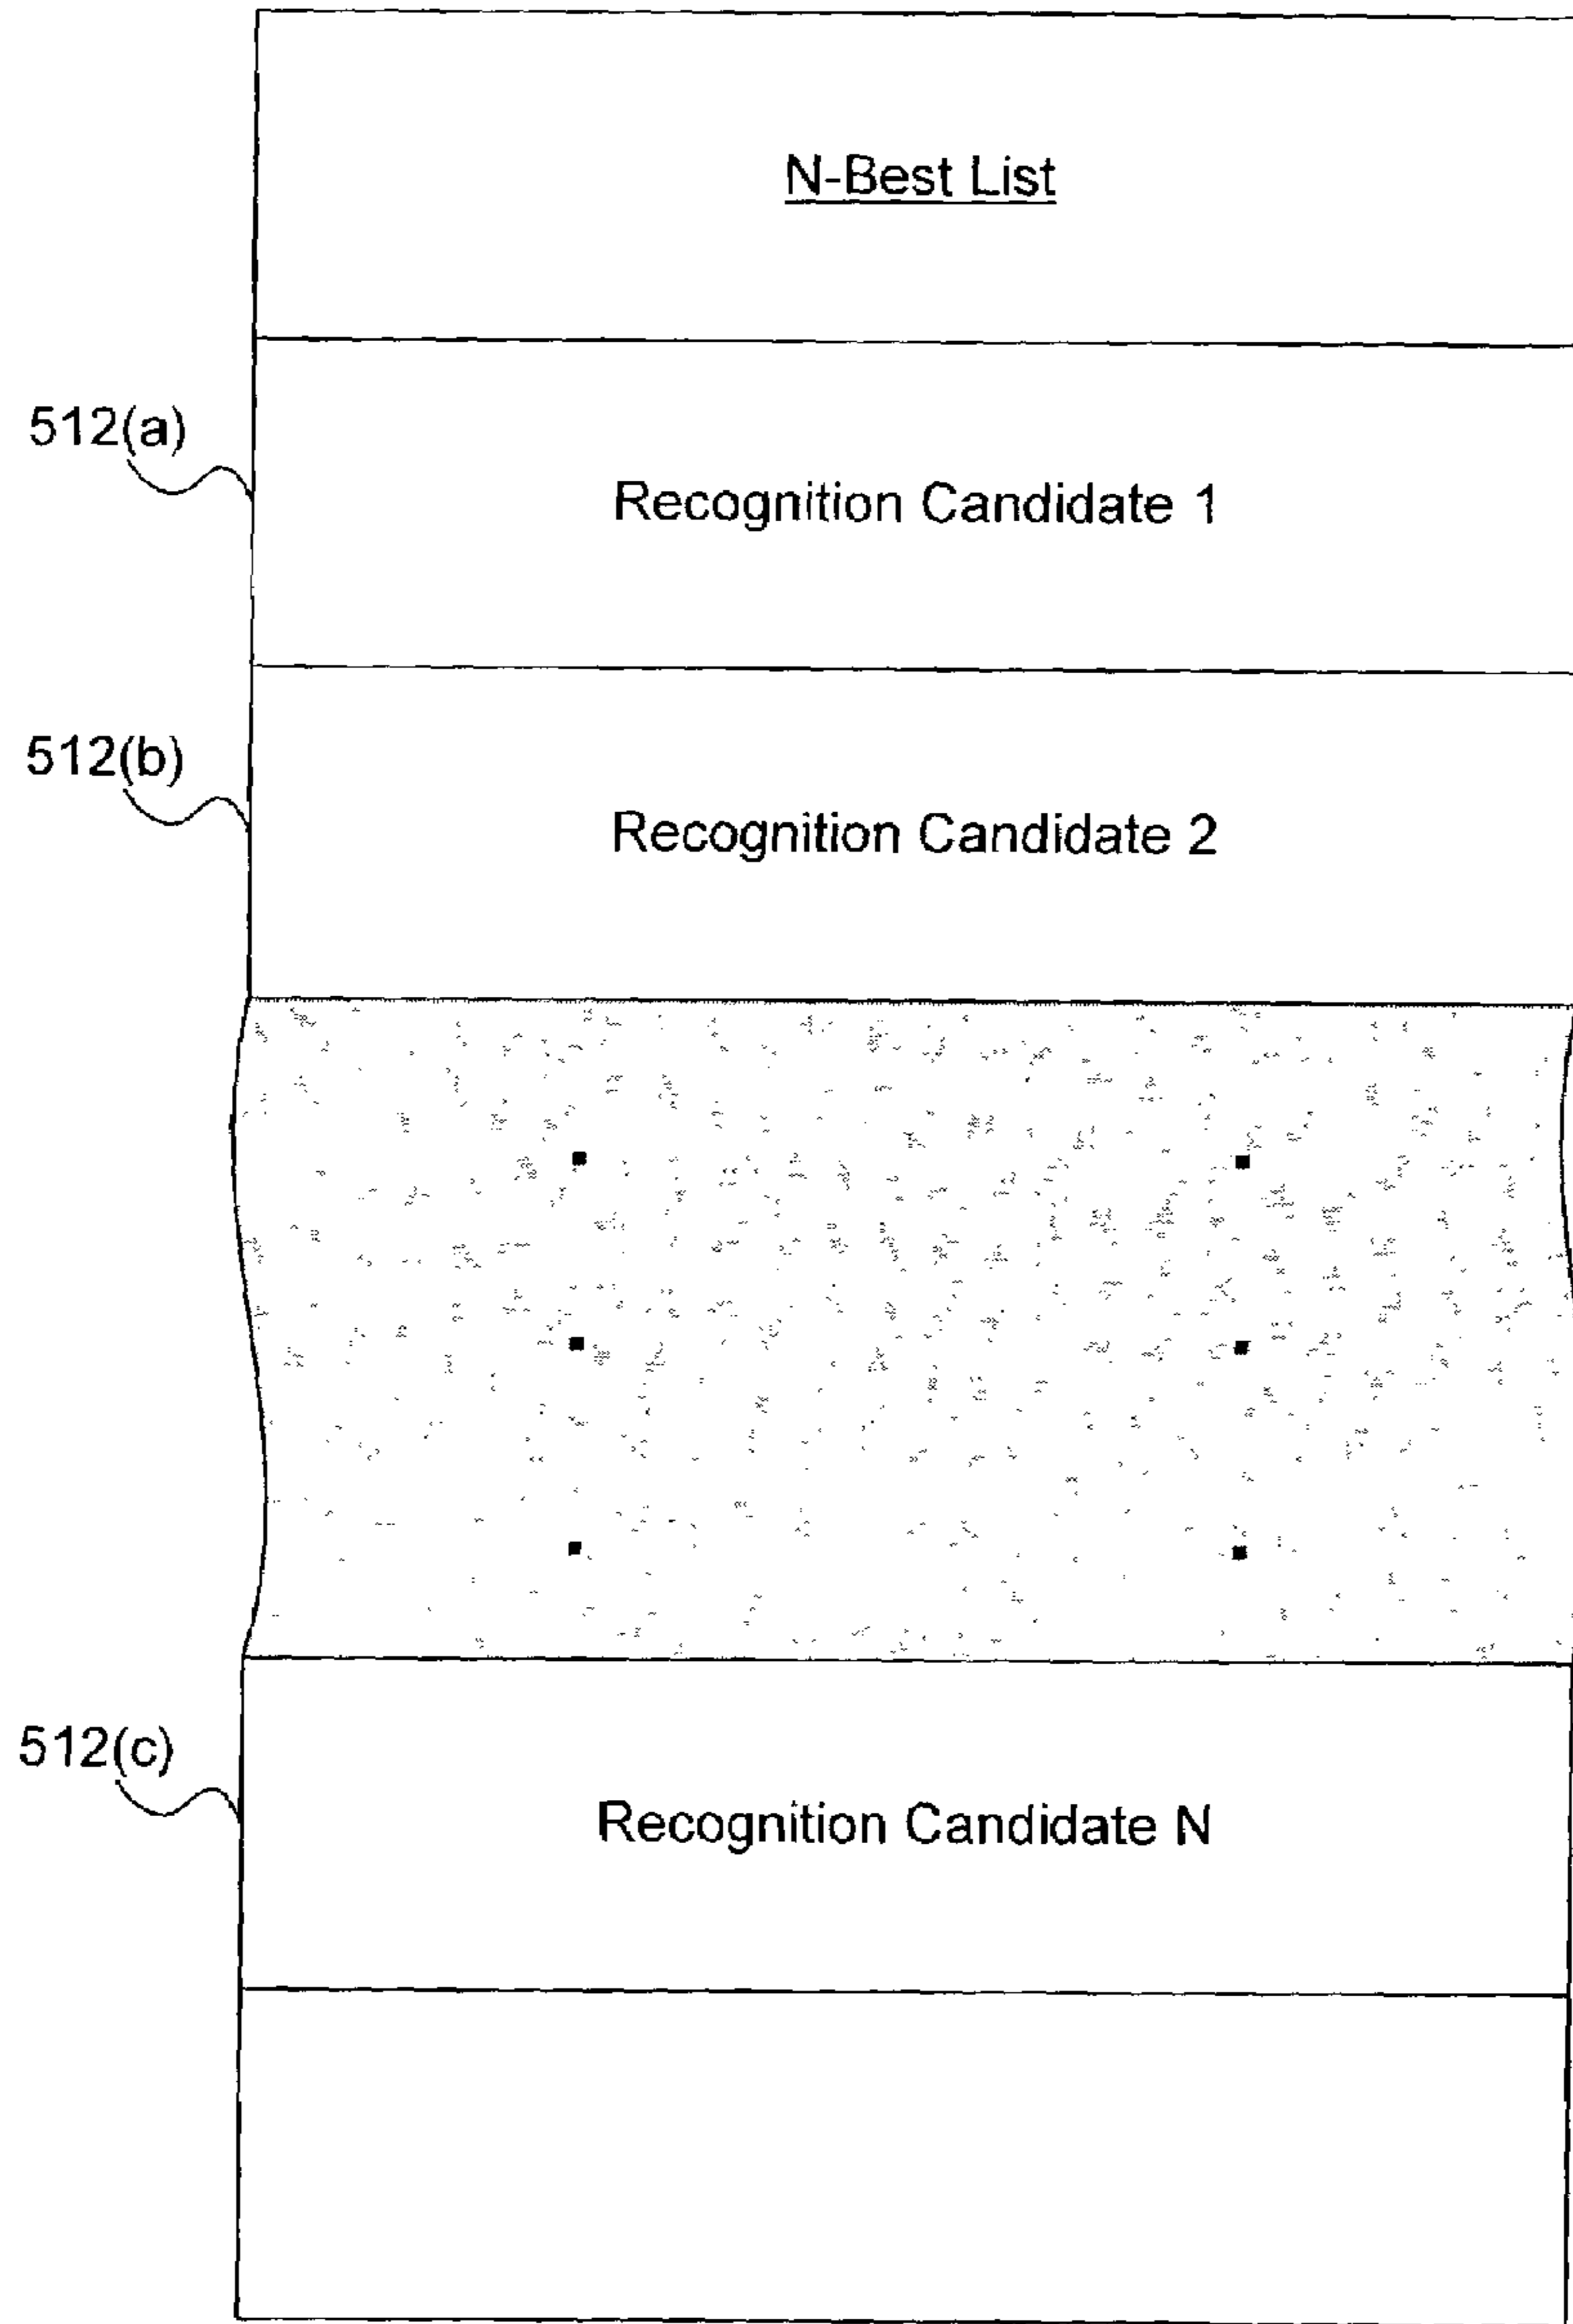 N-Best List
512(a)
Recognition Candidate 1
512(b)
Recognition Candidate 2
512(c)
Recognition Candidate N